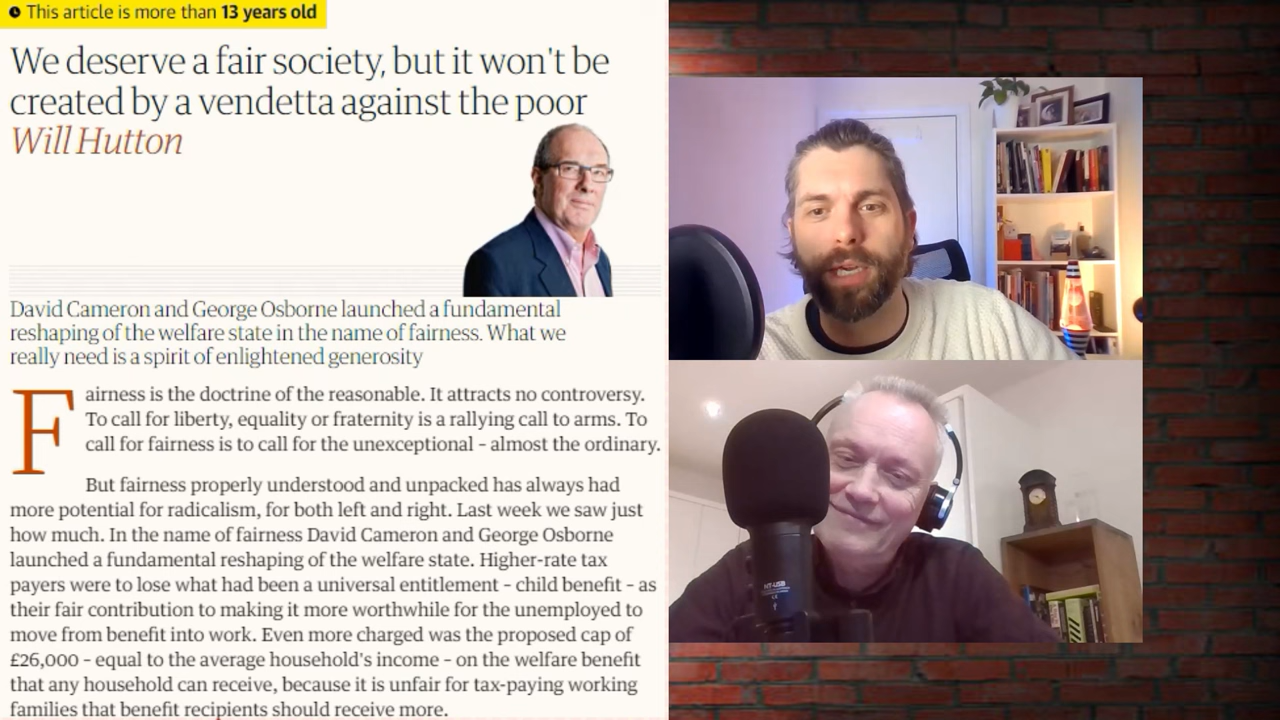 This article is more than 13 years old
We deserve a fair society, but it won't be
created by a vendetta against the poor
Will Hutton
David Cameron and George Osborne launched a fundamental
reshaping of the welfare state in the name of fairness. What we
really need is a spirit of enlightened generosity
Fairness is the doctrine of the reasonable. It attracts no controversy.
To call for liberty, equality or fraternity is a rallying call to arms. To
call for fairness is to call for the unexceptional – almost the ordinary.
But fairness properly understood and unpacked has always had
more potential for radicalism, for both left and right. Last week we saw just
how much. In the name of fairness David Cameron and George Osborne
launched a fundamental reshaping of the welfare state. Higher-rate tax
payers were to lose what had been a universal entitlement – child benefit – as
their fair contribution to making it more worthwhile for the unemployed to
move from benefit into work. Even more charged was the proposed cap of
£26,000 – equal to the average household's income – on the welfare benefit
that any household can receive, because it is unfair for tax-paying working
families that benefit recipients should receive more.
NT-USB